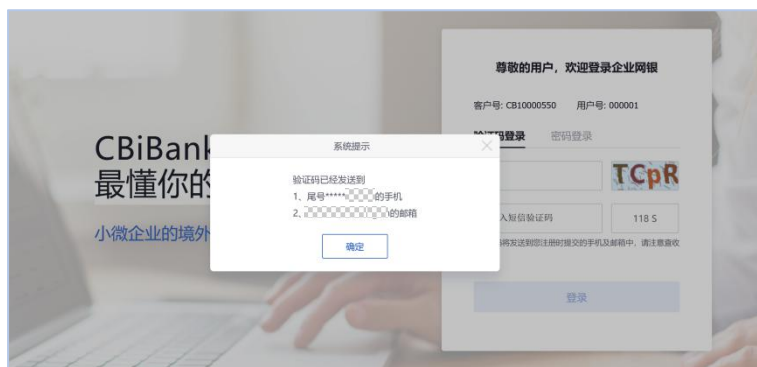 尊敬的用户，欢迎登录企业网银
客户号: CB10000550 用户号: 000001
验证码登录 密码登录
TCpR
CBiBank
最懂你的
小微企业的境外
系统提示
验证码已经发送到
1、尾号*****的手机
2、的邮箱
确定
入短信验证码 118 S
将发送到您注册时提交的手机及邮箱中，请注意查收
登录